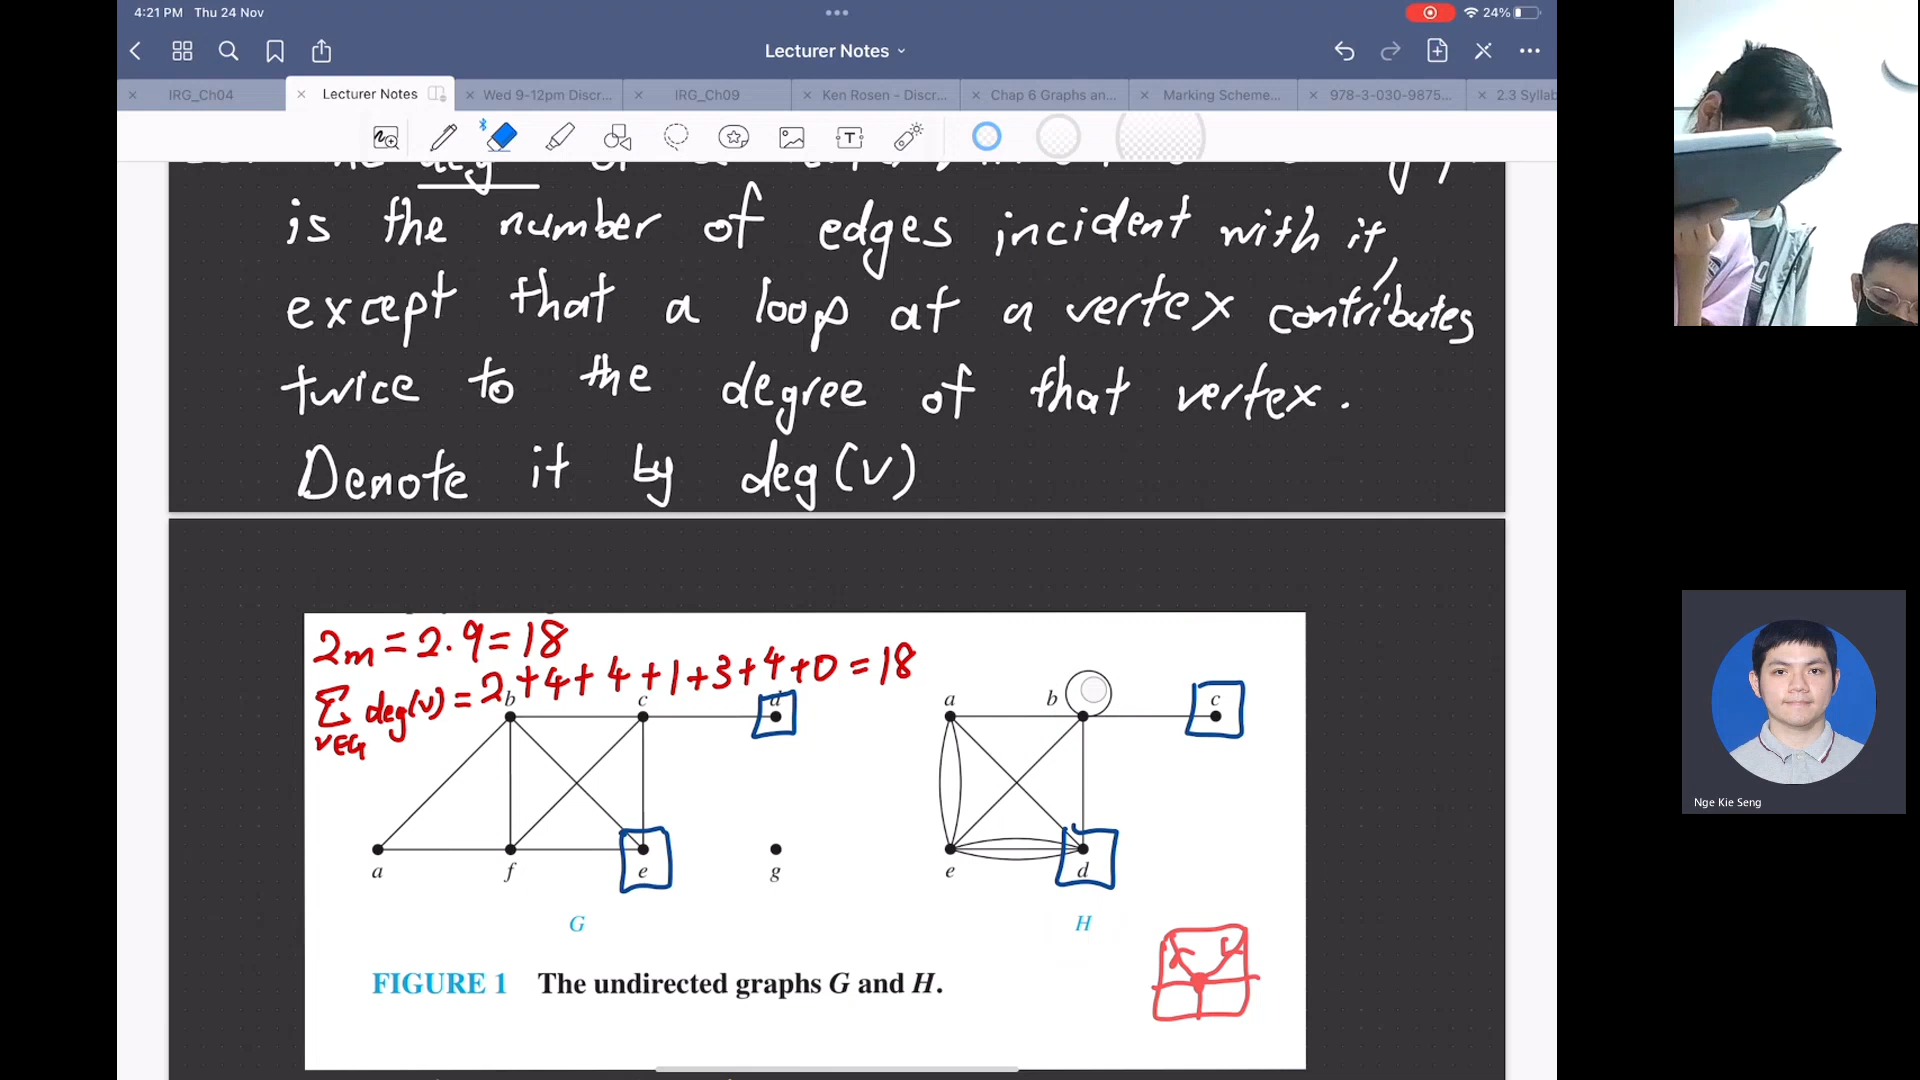 4:21 PM Thu 24 Nov
24%
Lecturer Notes
IRG_Ch04
Lecturer Notes
Wed 9-12pm Discr...
IRG_Ch09
Ken Rosen – Discr...
Chap 6 Graphs an...
Marking Scheme...
978-3-030-9875...
2.3 Syllab
deg of
is the number of edges incident with it,
except that a loop at a vertex contributes
twice to the degree of that vertex.
Denote it by deg(v)
2m = 2.9 = 18
∑ deg(v) = 2+4+4+1+3+4+0 = 18
v∈G
b c d
a f e g
G
a b c
e d
H
FIGURE 1 The undirected graphs G and H.
Nge Kie Seng